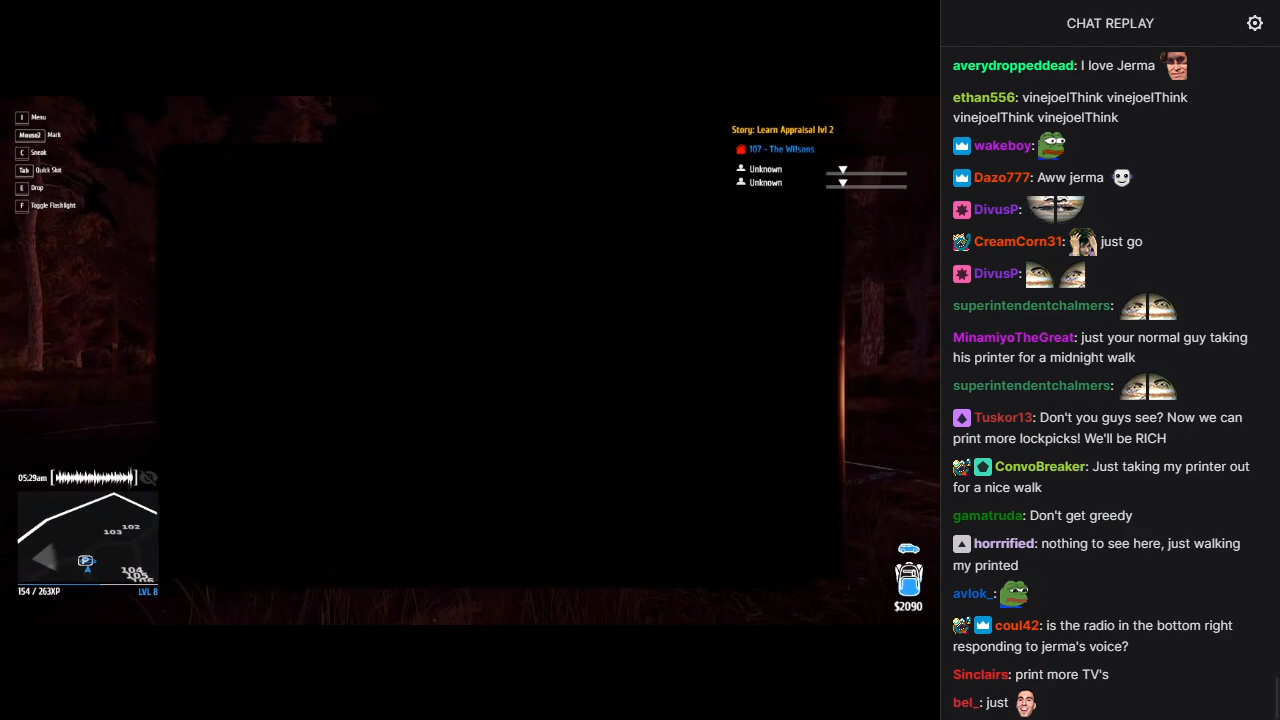 I Menu
Mouse2 Mark
C Sneak
Tab Quick Slot
E Drop
F Toggle Flashlight
Story: Learn Appraisal lvl 2
107 - The Wilsons
Unknown
Unknown
05:29am
103 102
P
104
105
106
154 / 263XP LVL 8
$2090
CHAT REPLAY
averydroppeddead: I love Jerma
ethan556: vinejoelThink vinejoelThink
vinejoelThink vinejoelThink
wakeboy:
Dazo777: Aww jerma
DivusP:
CreamCorn31: just go
DivusP:
superintendentchalmers:
MinamiyoTheGreat: just your normal guy taking
his printer for a midnight walk
superintendentchalmers:
Tuskor13: Don't you guys see? Now we can
print more lockpicks! We'll be RICH
ConvoBreaker: Just taking my printer out
for a nice walk
gamatruda: Don't get greedy
horrrified: nothing to see here, just walking
my printed
avlok_:
coul42: is the radio in the bottom right
responding to jerma's voice?
Sinclairs: print more TV's
bel_: just